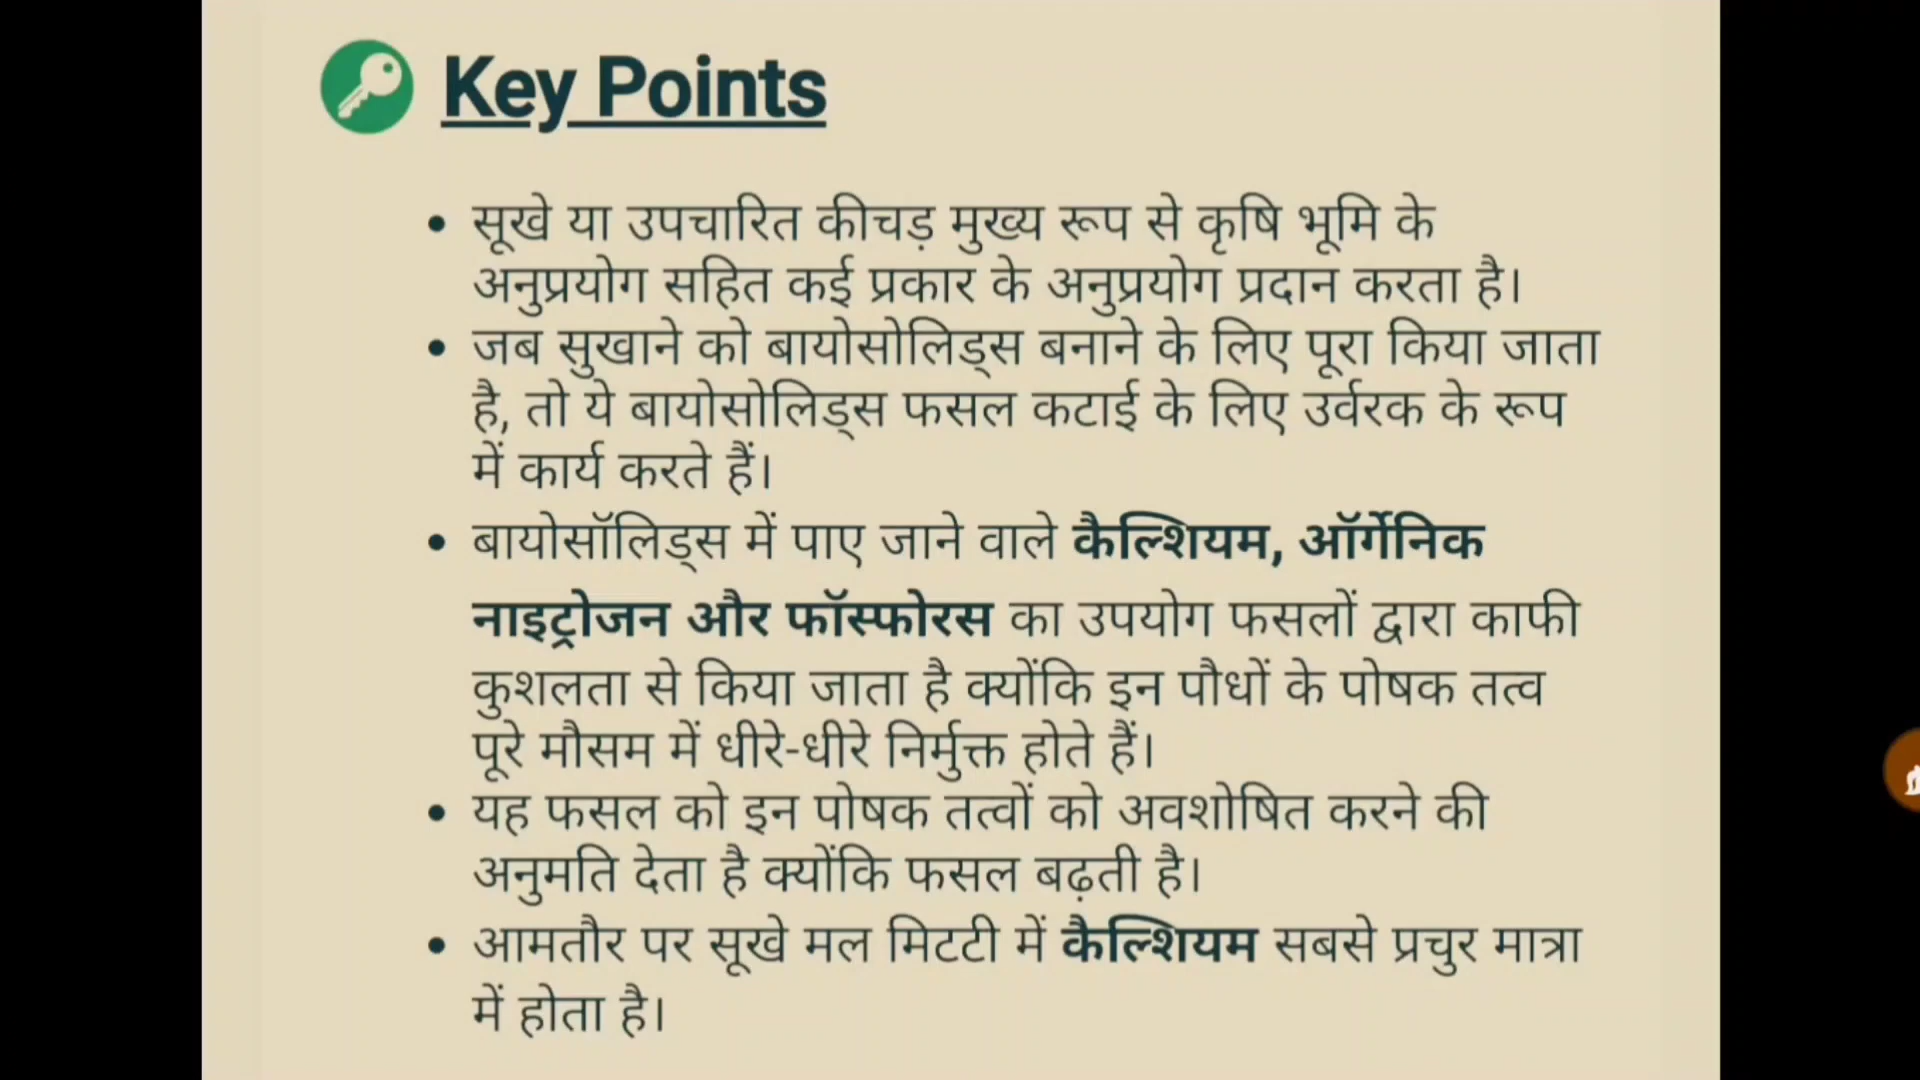 Key Points
• सूखे या उपचारित कीचड़ मुख्य रूप से कृषि भूमि के
अनुप्रयोग सहित कई प्रकार के अनुप्रयोग प्रदान करता है।
• जब सुखाने को बायोसोलिड्स बनाने के लिए पूरा किया जाता
है, तो ये बायोसोलिड्स फसल कटाई के लिए उर्वरक के रूप
में कार्य करते हैं।
• बायोसॉलिड्स में पाए जाने वाले कैल्शियम, ऑर्गेनिक
नाइट्रोजन और फॉस्फोरस का उपयोग फसलों द्वारा काफी
कुशलता से किया जाता है क्योंकि इन पौधों के पोषक तत्व
पूरे मौसम में धीरे-धीरे निर्मुक्त होते हैं।
• यह फसल को इन पोषक तत्वों को अवशोषित करने की
अनुमति देता है क्योंकि फसल बढ़ती है।
• आमतौर पर सूखे मल मिटटी में कैल्शियम सबसे प्रचुर मात्रा
में होता है।